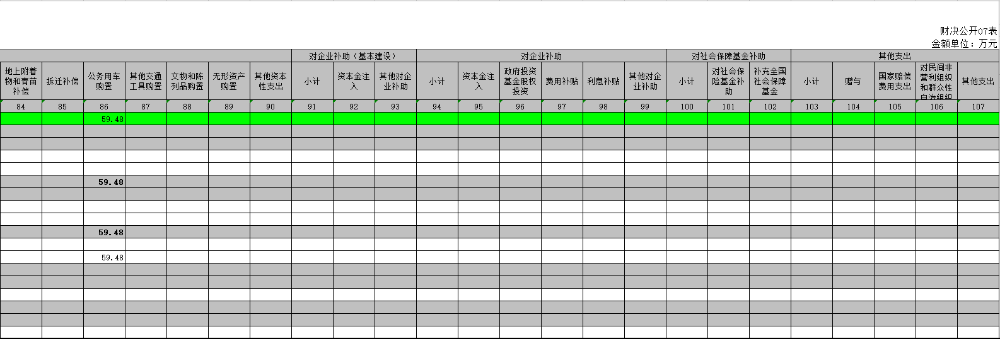 财决公开07表
金额单位：万元
对企业补助（基本建设）
对企业补助
对社会保障基金补助
其他支出
地上附着
物和青苗
补偿
拆迁补偿
公务用车
购置
其他交通
工具购置
文物和陈
列品购置
无形资产
购置
其他资本
性支出
小计
资本金注
入
其他对企
业补助
小计
资本金注
入
政府投资
基金股权
投资
费用补贴
利息补贴
其他对企
业补助
小计
对社会保
险基金补
助
补充全国
社会保障
基金
小计
赠与
国家赔偿
费用支出
对民间非
营利组织
和群众性
自治组织
其他支出
84 85 86 87 88 89 90 91 92 93 94 95 96 97 98 99 100 101 102 103 104 105 106 107
59.48
59.48
59.48
59.48